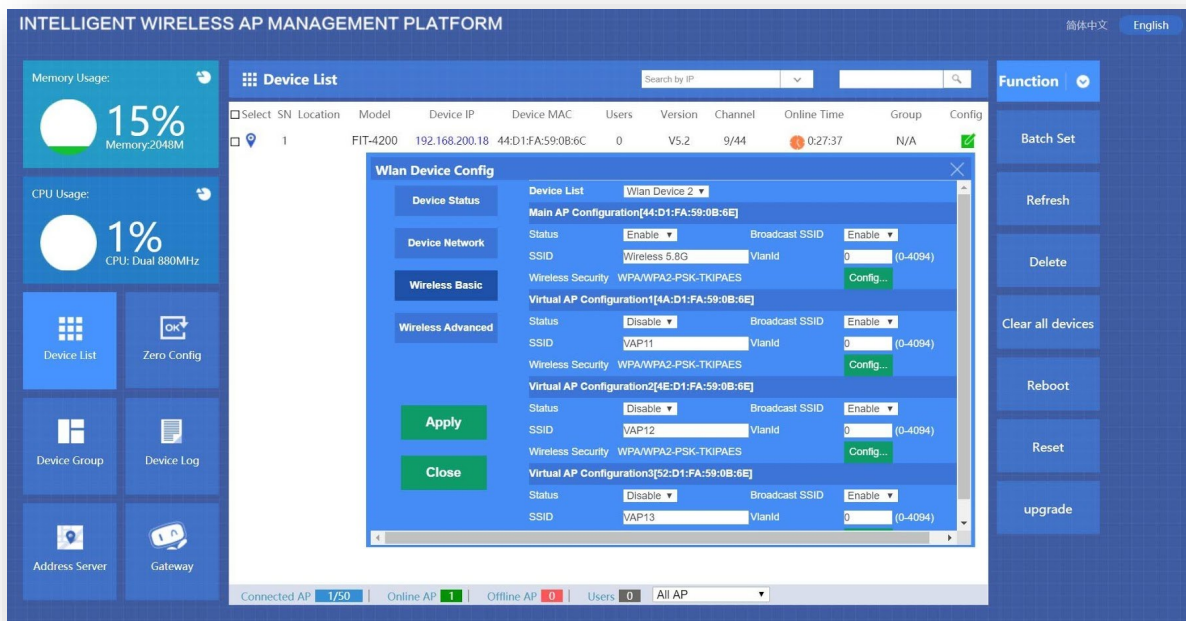 INTELLIGENT WIRELESS AP MANAGEMENT PLATFORM
简体中文 English
Memory Usage:
15%
Memory:2048M
CPU Usage:
1%
CPU: Dual 880MHz
Device List
Zero Config
Device Group
Device Log
Address Server
Gateway
Device List
Search by IP
Select SN Location Model Device IP Device MAC Users Version Channel Online Time Group Config
1 FIT-4200 192.168.200.18 44:D1:FA:59:0B:6C 0 V5.2 9/44 0:27:37 N/A
Wlan Device Config
Device Status
Device Network
Wireless Basic
Wireless Advanced
Apply
Close
Device List Wlan Device 2
Main AP Configuration[44:D1:FA:59:0B:6E]
Status Enable Broadcast SSID Enable
SSID Wireless 5.8G VlanId 0 (0-4094)
Wireless Security WPA/WPA2-PSK-TKIPAES Config...
Virtual AP Configuration1[4A:D1:FA:59:0B:6E]
Status Disable Broadcast SSID Enable
SSID VAP11 VlanId 0 (0-4094)
Wireless Security WPA/WPA2-PSK-TKIPAES Config...
Virtual AP Configuration2[4E:D1:FA:59:0B:6E]
Status Disable Broadcast SSID Enable
SSID VAP12 VlanId 0 (0-4094)
Wireless Security WPA/WPA2-PSK-TKIPAES Config...
Virtual AP Configuration3[52:D1:FA:59:0B:6E]
Status Disable Broadcast SSID Enable
SSID VAP13 VlanId 0 (0-4094)
Connected AP 1/50 Online AP 1 Offline AP 0 Users 0 All AP
Function
Batch Set
Refresh
Delete
Clear all devices
Reboot
Reset
upgrade